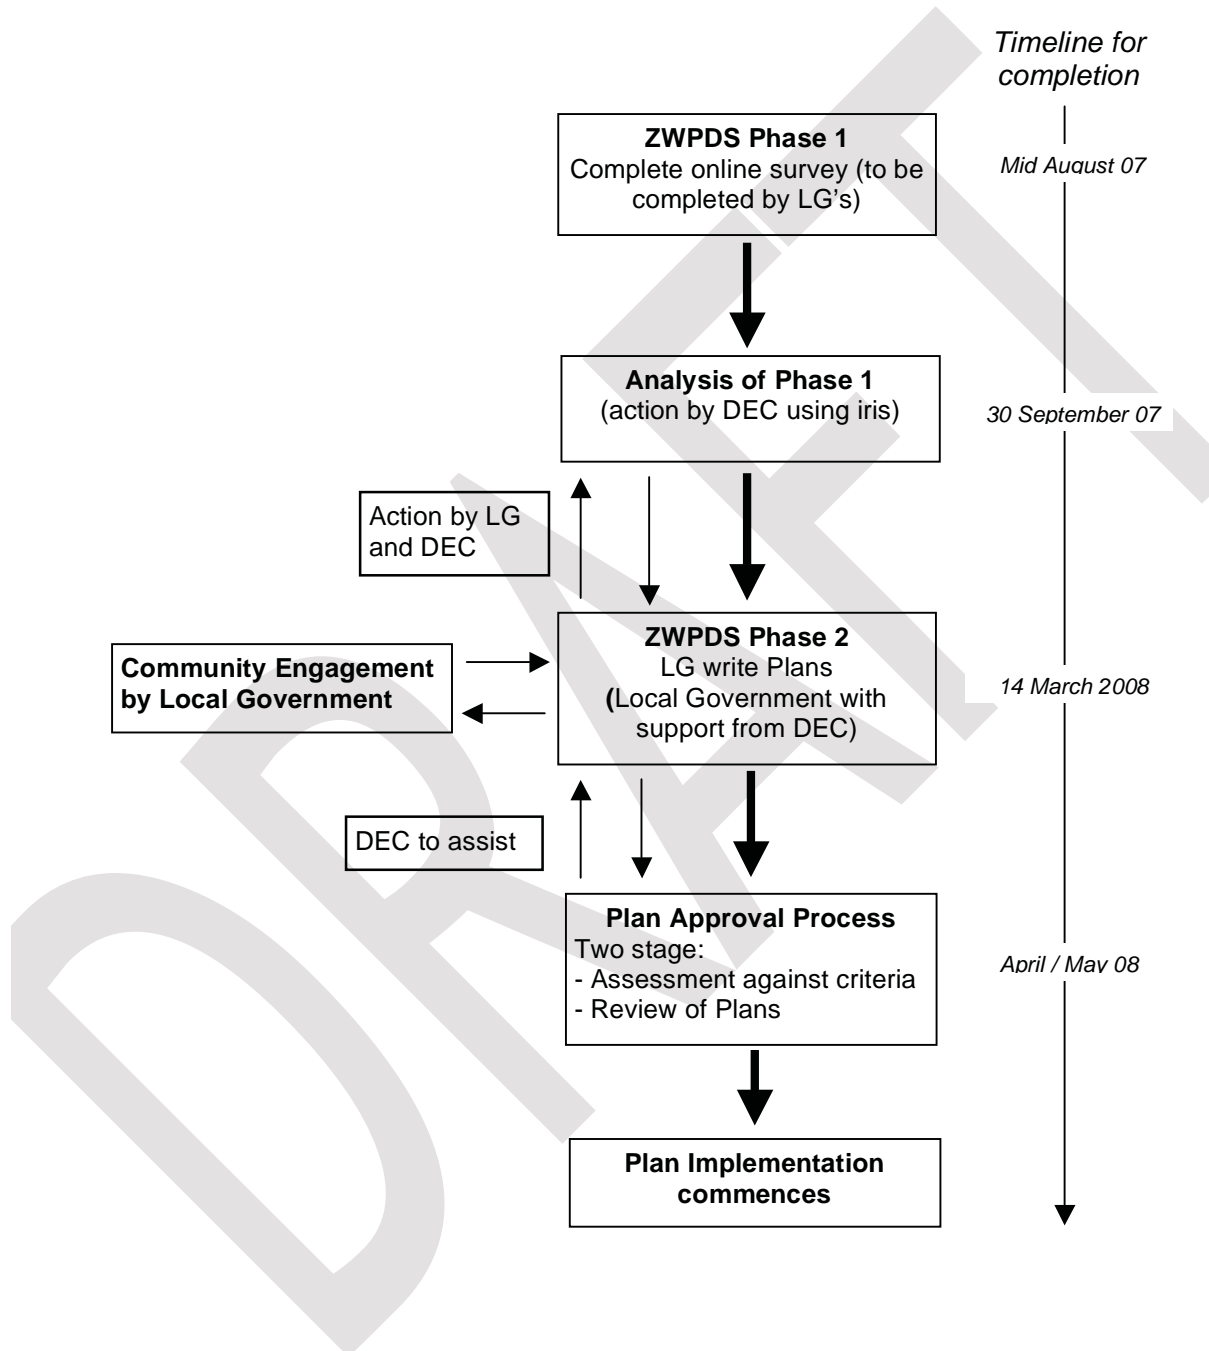 Timeline for
completion
ZWPDS Phase 1
Complete online survey (to be
completed by LG's)
Mid August 07
Analysis of Phase 1
(action by DEC using iris)
30 September 07
Action by LG
and DEC
ZWPDS Phase 2
LG write Plans
(Local Government with
support from DEC)
14 March 2008
Community Engagement
by Local Government
DEC to assist
Plan Approval Process
Two stage:
- Assessment against criteria
- Review of Plans
April / May 08
Plan Implementation
commences
DRAFT